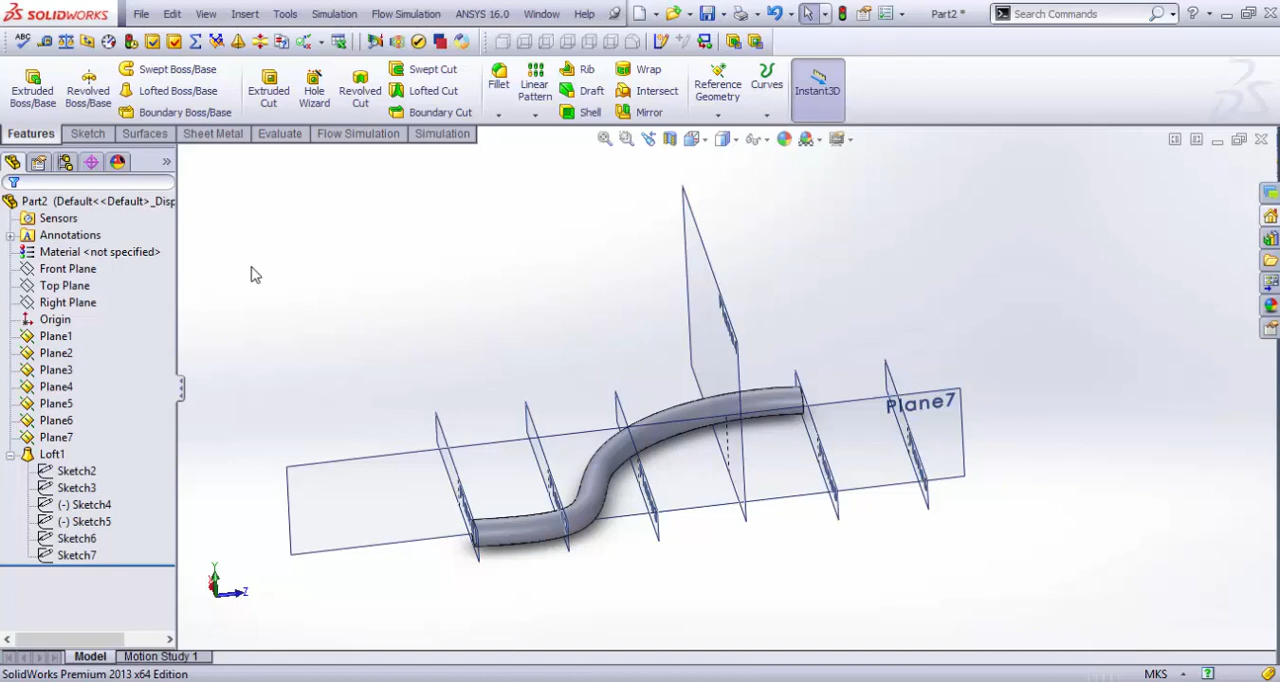 SOLIDWORKS File Edit View Insert Tools Simulation Flow Simulation ANSYS 16.0 Window Help Part2 * Search Commands
Extruded Boss/Base
Revolved Boss/Base
Swept Boss/Base
Lofted Boss/Base
Boundary Boss/Base
Extruded Cut
Hole Wizard
Revolved Cut
Swept Cut
Lofted Cut
Boundary Cut
Fillet
Linear Pattern
Rib
Draft
Shell
Wrap
Intersect
Mirror
Reference Geometry
Curves
Instant3D
Features Sketch Surfaces Sheet Metal Evaluate Flow Simulation Simulation
Part2 (Default<<Default>_Disp
Sensors
Annotations
Material <not specified>
Front Plane
Top Plane
Right Plane
Origin
Plane1
Plane2
Plane3
Plane4
Plane5
Plane6
Plane7
Loft1
Sketch2
Sketch3
(-) Sketch4
(-) Sketch5
Sketch6
Sketch7
Plane7
Y
Z
Model Motion Study 1
SolidWorks Premium 2013 x64 Edition MKS